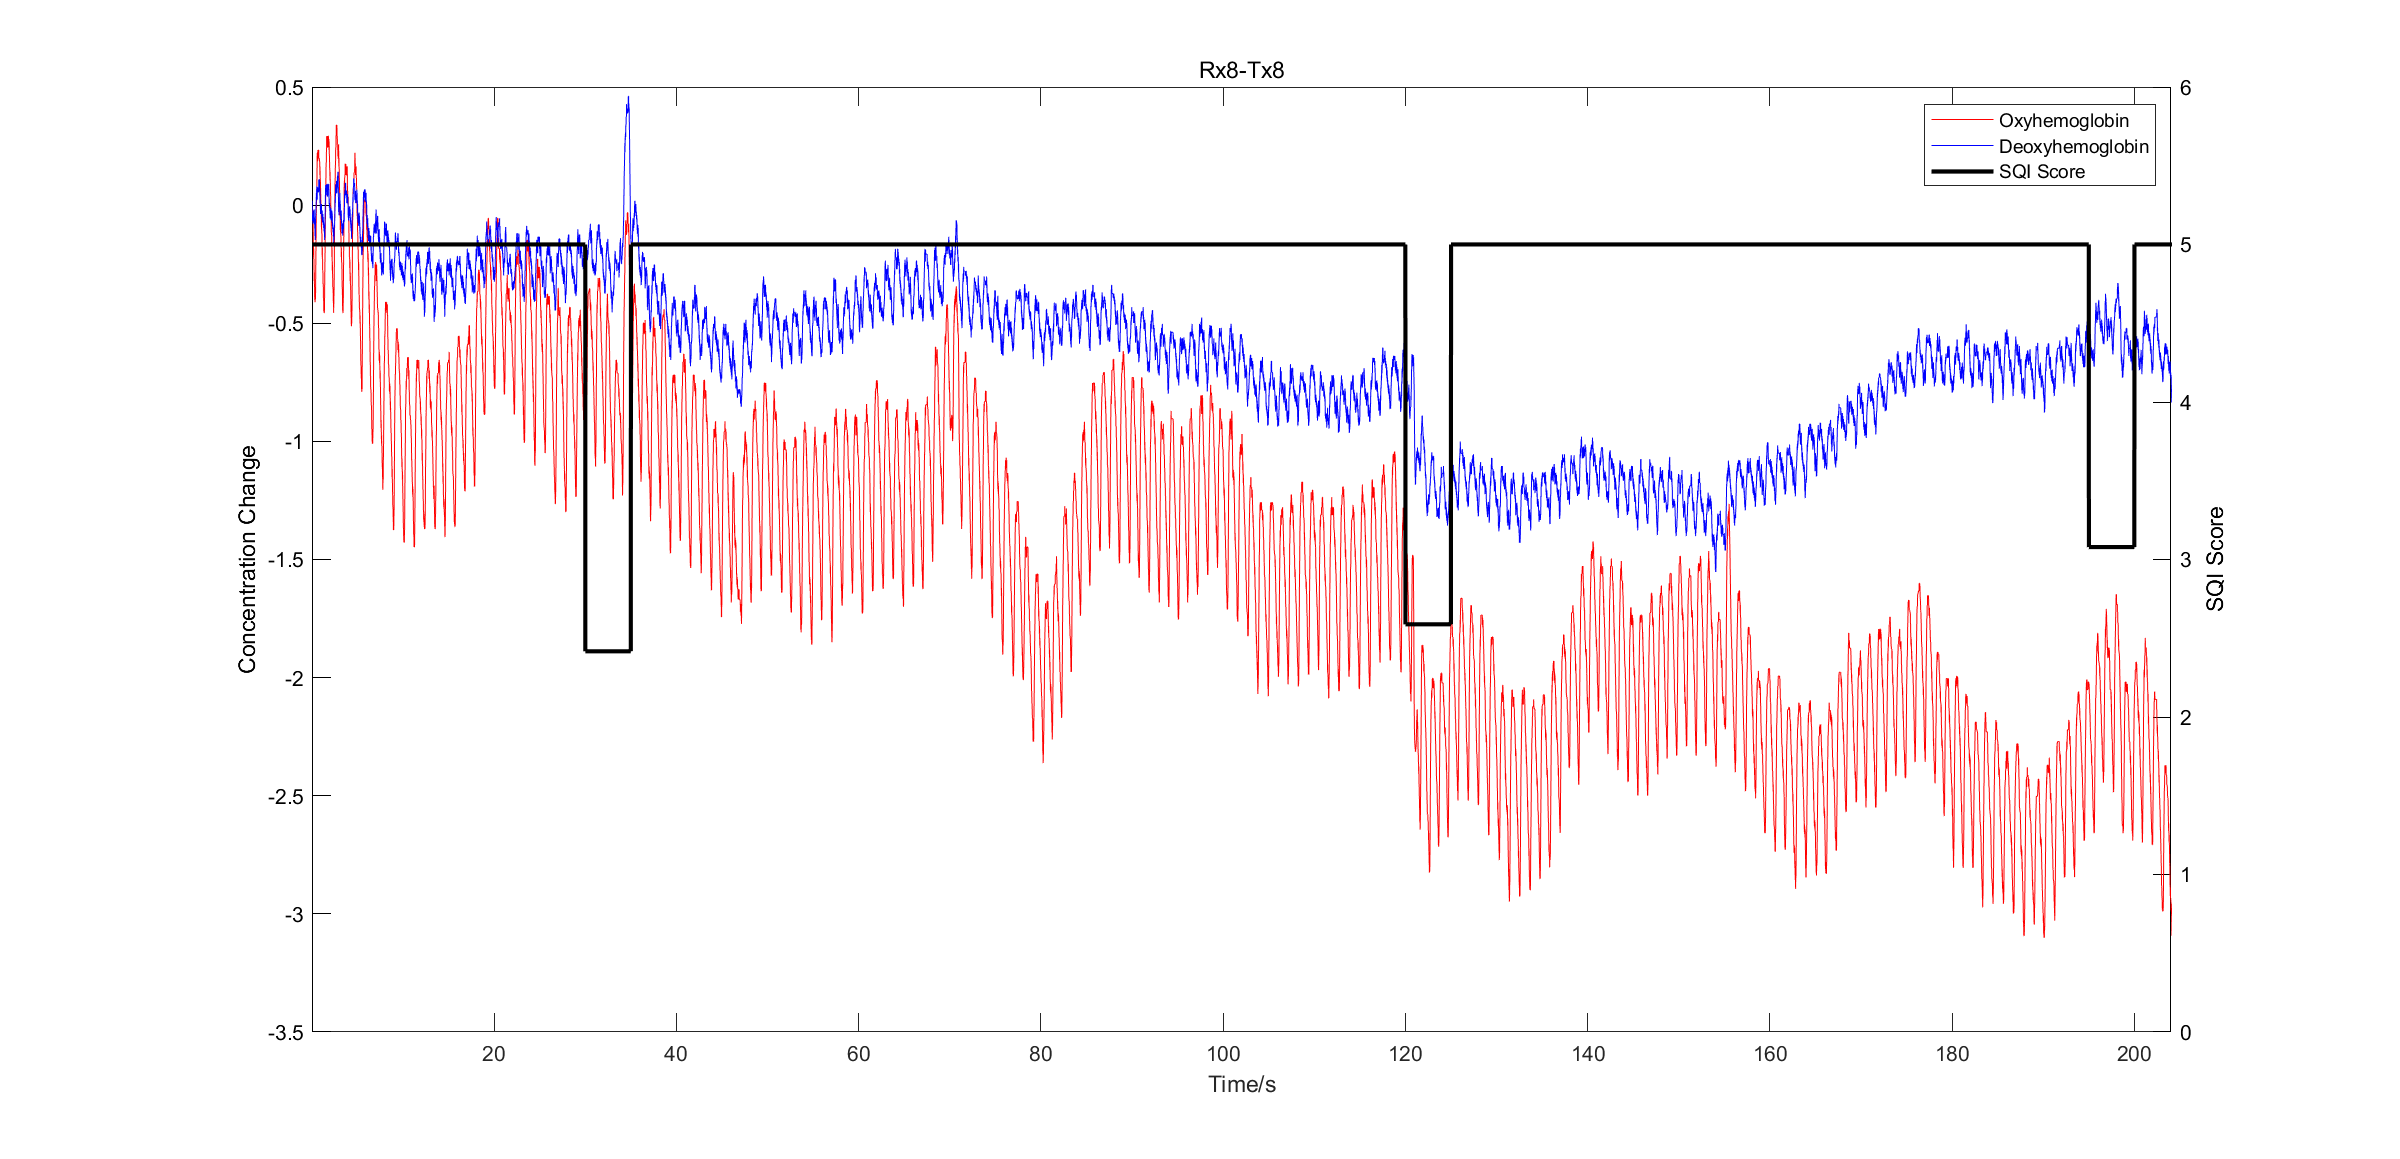 Rx8-Tx8
0.5
0
-0.5
-1
-1.5
-2
-2.5
-3
-3.5
Concentration Change
6
5
4
3
2
1
0
SQI Score
Oxyhemoglobin
Deoxyhemoglobin
SQI Score
20 40 60 80 100 120 140 160 180 200
Time/s